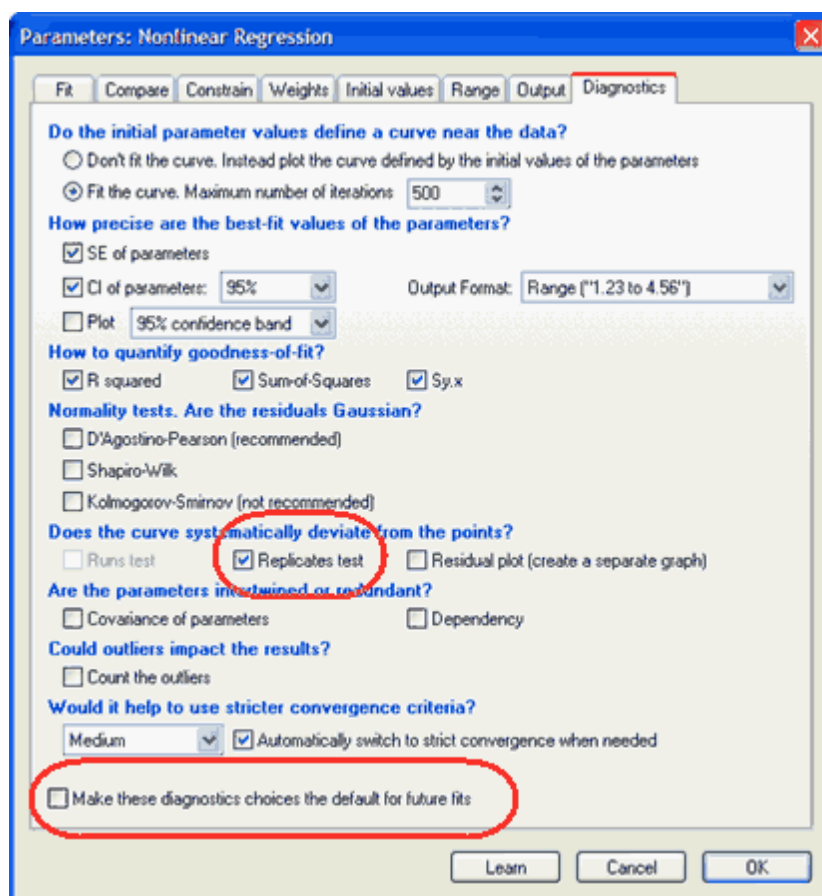 Parameters: Nonlinear Regression
Fit Compare Constrain Weights Initial values Range Output Diagnostics
Do the initial parameter values define a curve near the data?
Don't fit the curve. Instead plot the curve defined by the initial values of the parameters
Fit the curve. Maximum number of iterations 500
How precise are the best-fit values of the parameters?
SE of parameters
CI of parameters: 95% Output Format: Range ("1.23 to 4.56")
Plot 95% confidence band
How to quantify goodness-of-fit?
R squared Sum-of-Squares Sy.x
Normality tests. Are the residuals Gaussian?
D'Agostino-Pearson (recommended)
Shapiro-Wilk
Kolmogorov-Smirnov (not recommended)
Does the curve systematically deviate from the points?
Runs test Replicates test Residual plot (create a separate graph)
Are the parameters intertwined or redundant?
Covariance of parameters Dependency
Could outliers impact the results?
Count the outliers
Would it help to use stricter convergence criteria?
Medium Automatically switch to strict convergence when needed
Make these diagnostics choices the default for future fits
Learn Cancel OK